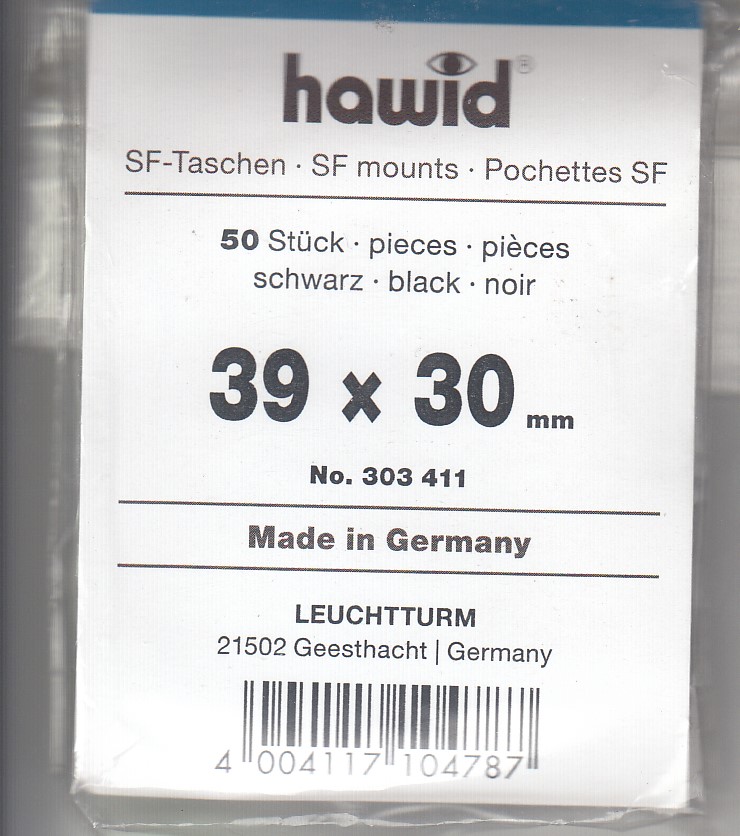 hawid®
SF-Taschen · SF mounts · Pochettes SF
50 Stück · pieces · pièces
schwarz · black · noir
39 x 30 mm
No. 303 411
Made in Germany
LEUCHTTURM
21502 Geesthacht | Germany
4 004117 104787